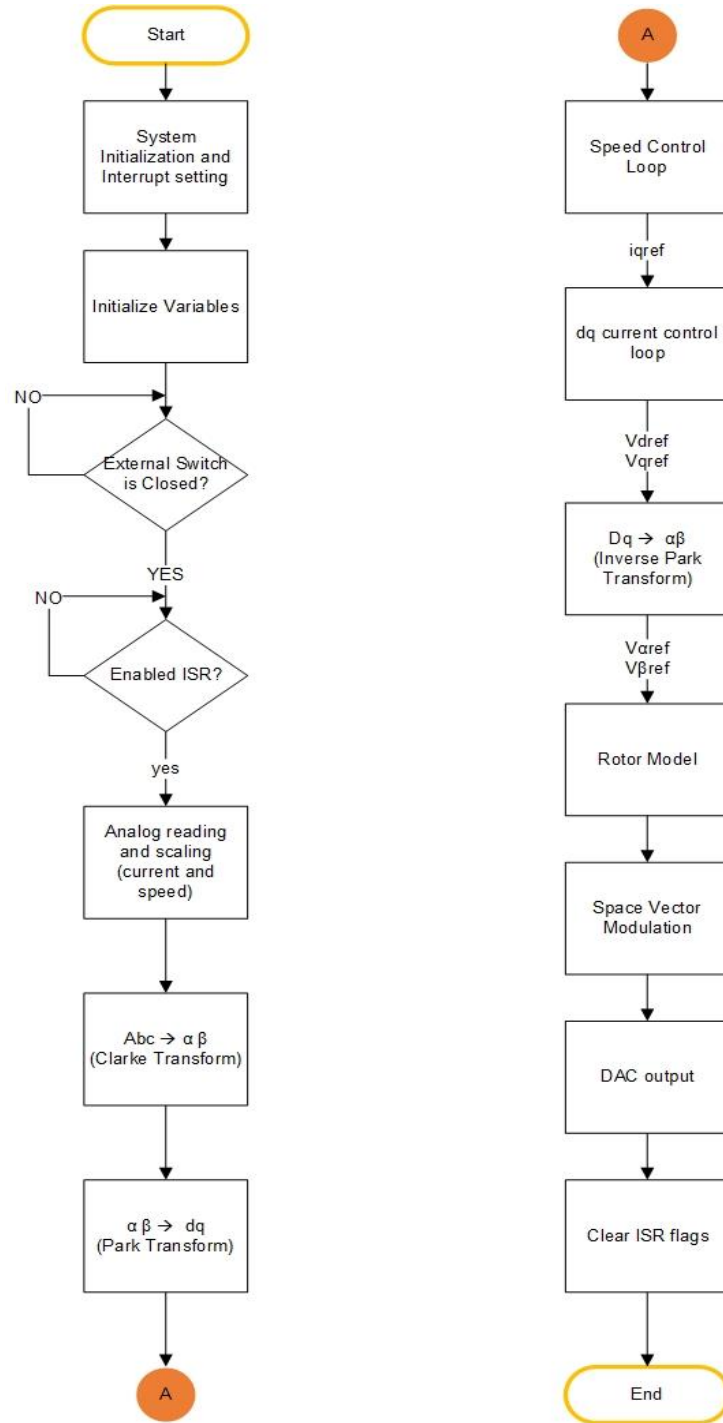 Start
System
Initialization and
Interrupt setting
Initialize Variables
NO
External Switch
is Closed?
YES
NO
Enabled ISR?
yes
Analog reading
and scaling
(current and
speed)
Abc → α β
(Clarke Transform)
α β → dq
(Park Transform)
A
A
Speed Control
Loop
iqref
dq current control
loop
Vdref
Vqref
Dq → αβ
(Inverse Park
Transform)
Vαref
Vβref
Rotor Model
Space Vector
Modulation
DAC output
Clear ISR flags
End